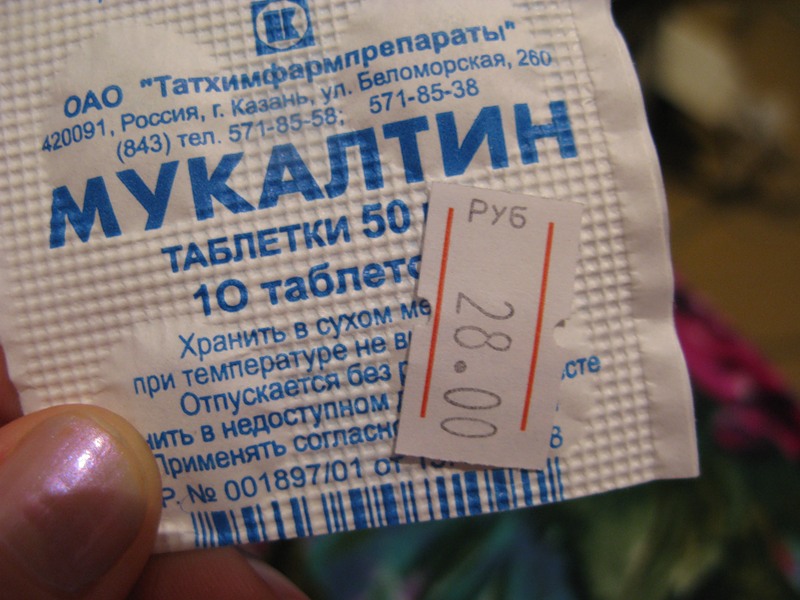 ОАО "Татхимфармпрепараты"
420091, Россия, г. Казань, ул. Беломорская, 260
(843) тел. 571-85-58; 571-85-38
МУКАЛТИН
ТАБЛЕТКИ 50
10 таблето
Хранить в сухом ме
при температуре не вы
Отпускается без
нить в недоступном
Применять согласно
Р. № 001897/01 от
РУБ
28.00